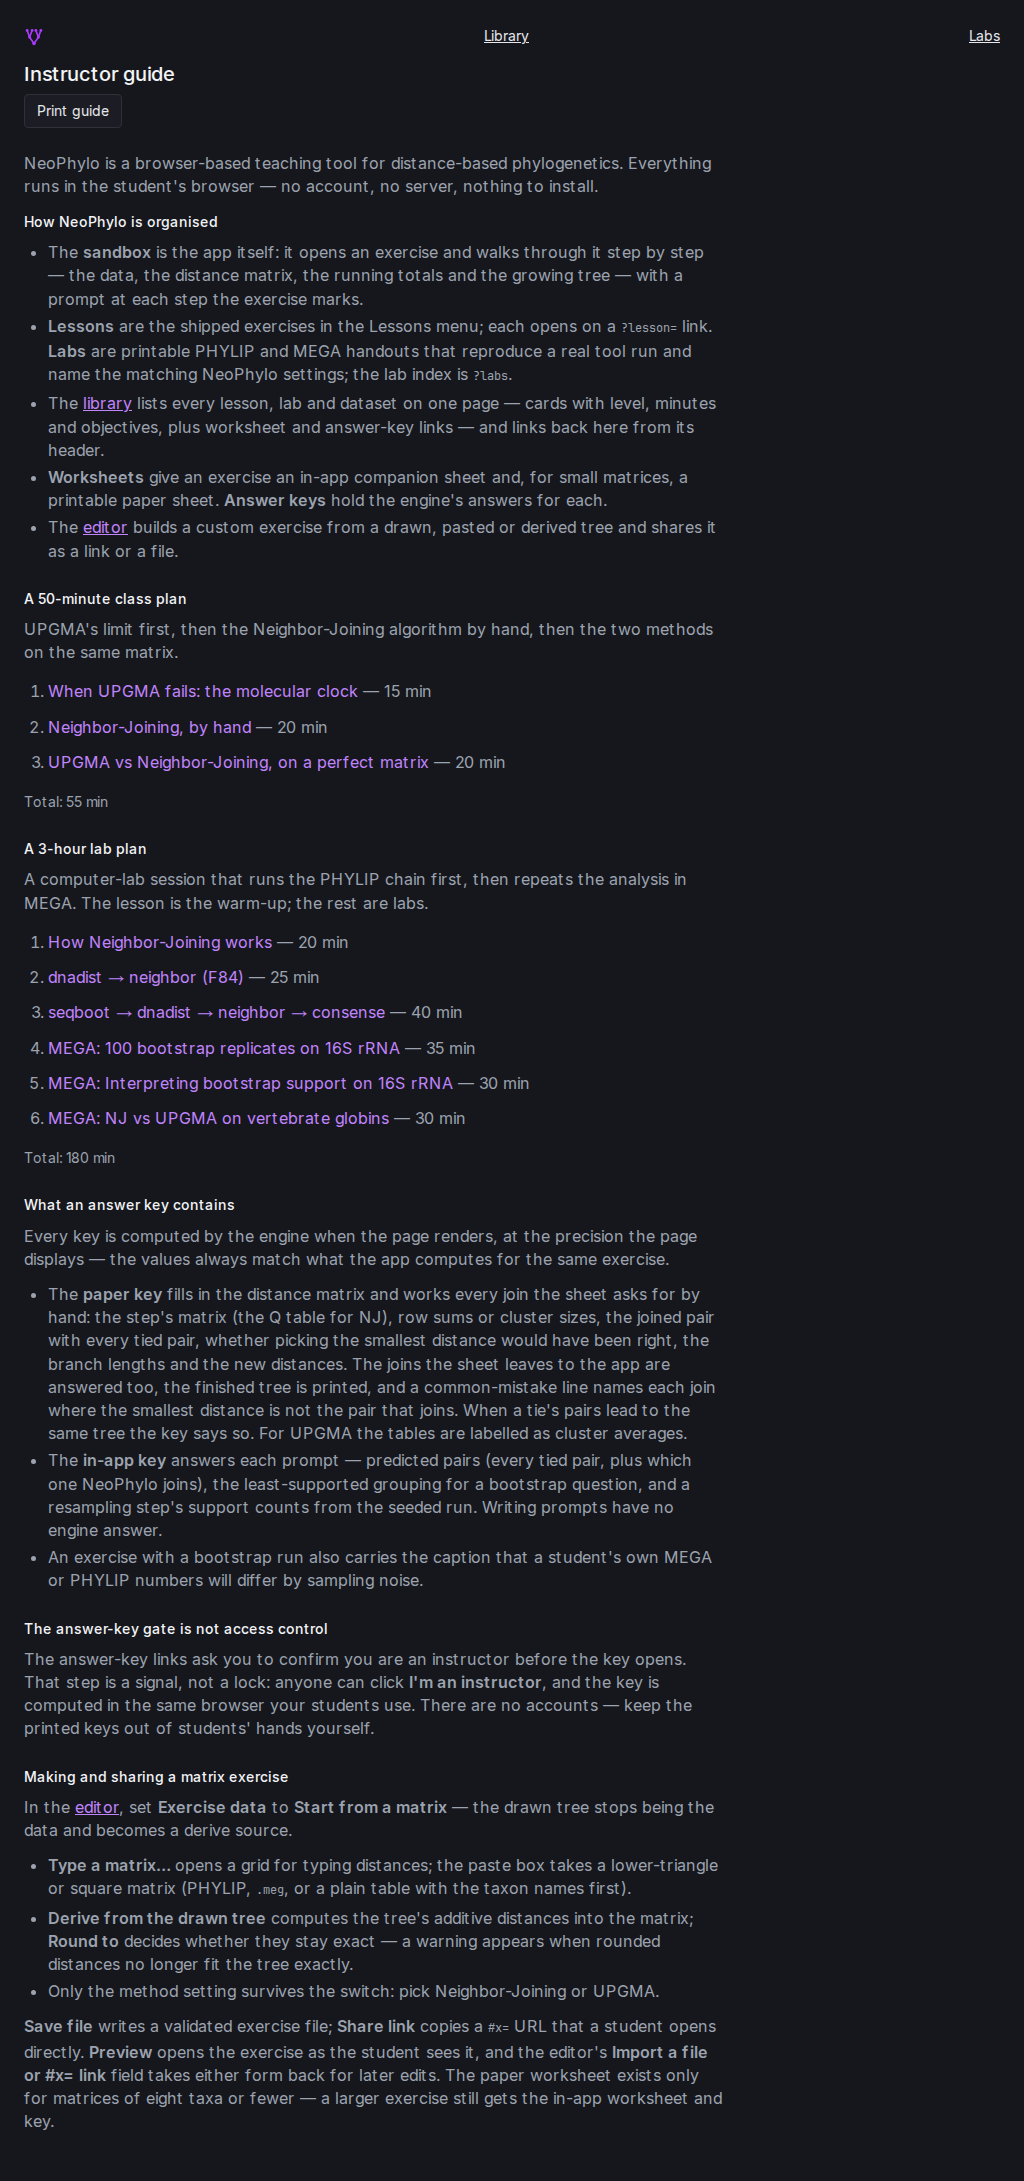 Library
Labs
Instructor guide
Print guide
NeoPhylo is a browser-based teaching tool for distance-based phylogenetics. Everything
runs in the student's browser — no account, no server, nothing to install.
How NeoPhylo is organised
• The sandbox is the app itself: it opens an exercise and walks through it step by step
— the data, the distance matrix, the running totals and the growing tree — with a
prompt at each step the exercise marks.
• Lessons are the shipped exercises in the Lessons menu; each opens on a ?lesson= link.
Labs are printable PHYLIP and MEGA handouts that reproduce a real tool run and
name the matching NeoPhylo settings; the lab index is ?labs.
• The library lists every lesson, lab and dataset on one page — cards with level, minutes
and objectives, plus worksheet and answer-key links — and links back here from its
header.
• Worksheets give an exercise an in-app companion sheet and, for small matrices, a
printable paper sheet. Answer keys hold the engine's answers for each.
• The editor builds a custom exercise from a drawn, pasted or derived tree and shares it
as a link or a file.
A 50-minute class plan
UPGMA's limit first, then the Neighbor-Joining algorithm by hand, then the two methods
on the same matrix.
1. When UPGMA fails: the molecular clock — 15 min
2. Neighbor-Joining, by hand — 20 min
3. UPGMA vs Neighbor-Joining, on a perfect matrix — 20 min
Total: 55 min
A 3-hour lab plan
A computer-lab session that runs the PHYLIP chain first, then repeats the analysis in
MEGA. The lesson is the warm-up; the rest are labs.
1. How Neighbor-Joining works — 20 min
2. dnadist → neighbor (F84) — 25 min
3. seqboot → dnadist → neighbor → consense — 40 min
4. MEGA: 100 bootstrap replicates on 16S rRNA — 35 min
5. MEGA: Interpreting bootstrap support on 16S rRNA — 30 min
6. MEGA: NJ vs UPGMA on vertebrate globins — 30 min
Total: 180 min
What an answer key contains
Every key is computed by the engine when the page renders, at the precision the page
displays — the values always match what the app computes for the same exercise.
• The paper key fills in the distance matrix and works every join the sheet asks for by
hand: the step's matrix (the Q table for NJ), row sums or cluster sizes, the joined pair
with every tied pair, whether picking the smallest distance would have been right, the
branch lengths and the new distances. The joins the sheet leaves to the app are
answered too, the finished tree is printed, and a common-mistake line names each join
where the smallest distance is not the pair that joins. When a tie's pairs lead to the
same tree the key says so. For UPGMA the tables are labelled as cluster averages.
• The in-app key answers each prompt — predicted pairs (every tied pair, plus which
one NeoPhylo joins), the least-supported grouping for a bootstrap question, and a
resampling step's support counts from the seeded run. Writing prompts have no
engine answer.
• An exercise with a bootstrap run also carries the caption that a student's own MEGA
or PHYLIP numbers will differ by sampling noise.
The answer-key gate is not access control
The answer-key links ask you to confirm you are an instructor before the key opens.
That step is a signal, not a lock: anyone can click I'm an instructor, and the key is
computed in the same browser your students use. There are no accounts — keep the
printed keys out of students' hands yourself.
Making and sharing a matrix exercise
In the editor, set Exercise data to Start from a matrix — the drawn tree stops being the
data and becomes a derive source.
• Type a matrix… opens a grid for typing distances; the paste box takes a lower-triangle
or square matrix (PHYLIP, .meg, or a plain table with the taxon names first).
• Derive from the drawn tree computes the tree's additive distances into the matrix;
Round to decides whether they stay exact — a warning appears when rounded
distances no longer fit the tree exactly.
• Only the method setting survives the switch: pick Neighbor-Joining or UPGMA.
Save file writes a validated exercise file; Share link copies a #x= URL that a student opens
directly. Preview opens the exercise as the student sees it, and the editor's Import a file
or #x= link field takes either form back for later edits. The paper worksheet exists only
for matrices of eight taxa or fewer — a larger exercise still gets the in-app worksheet and
key.